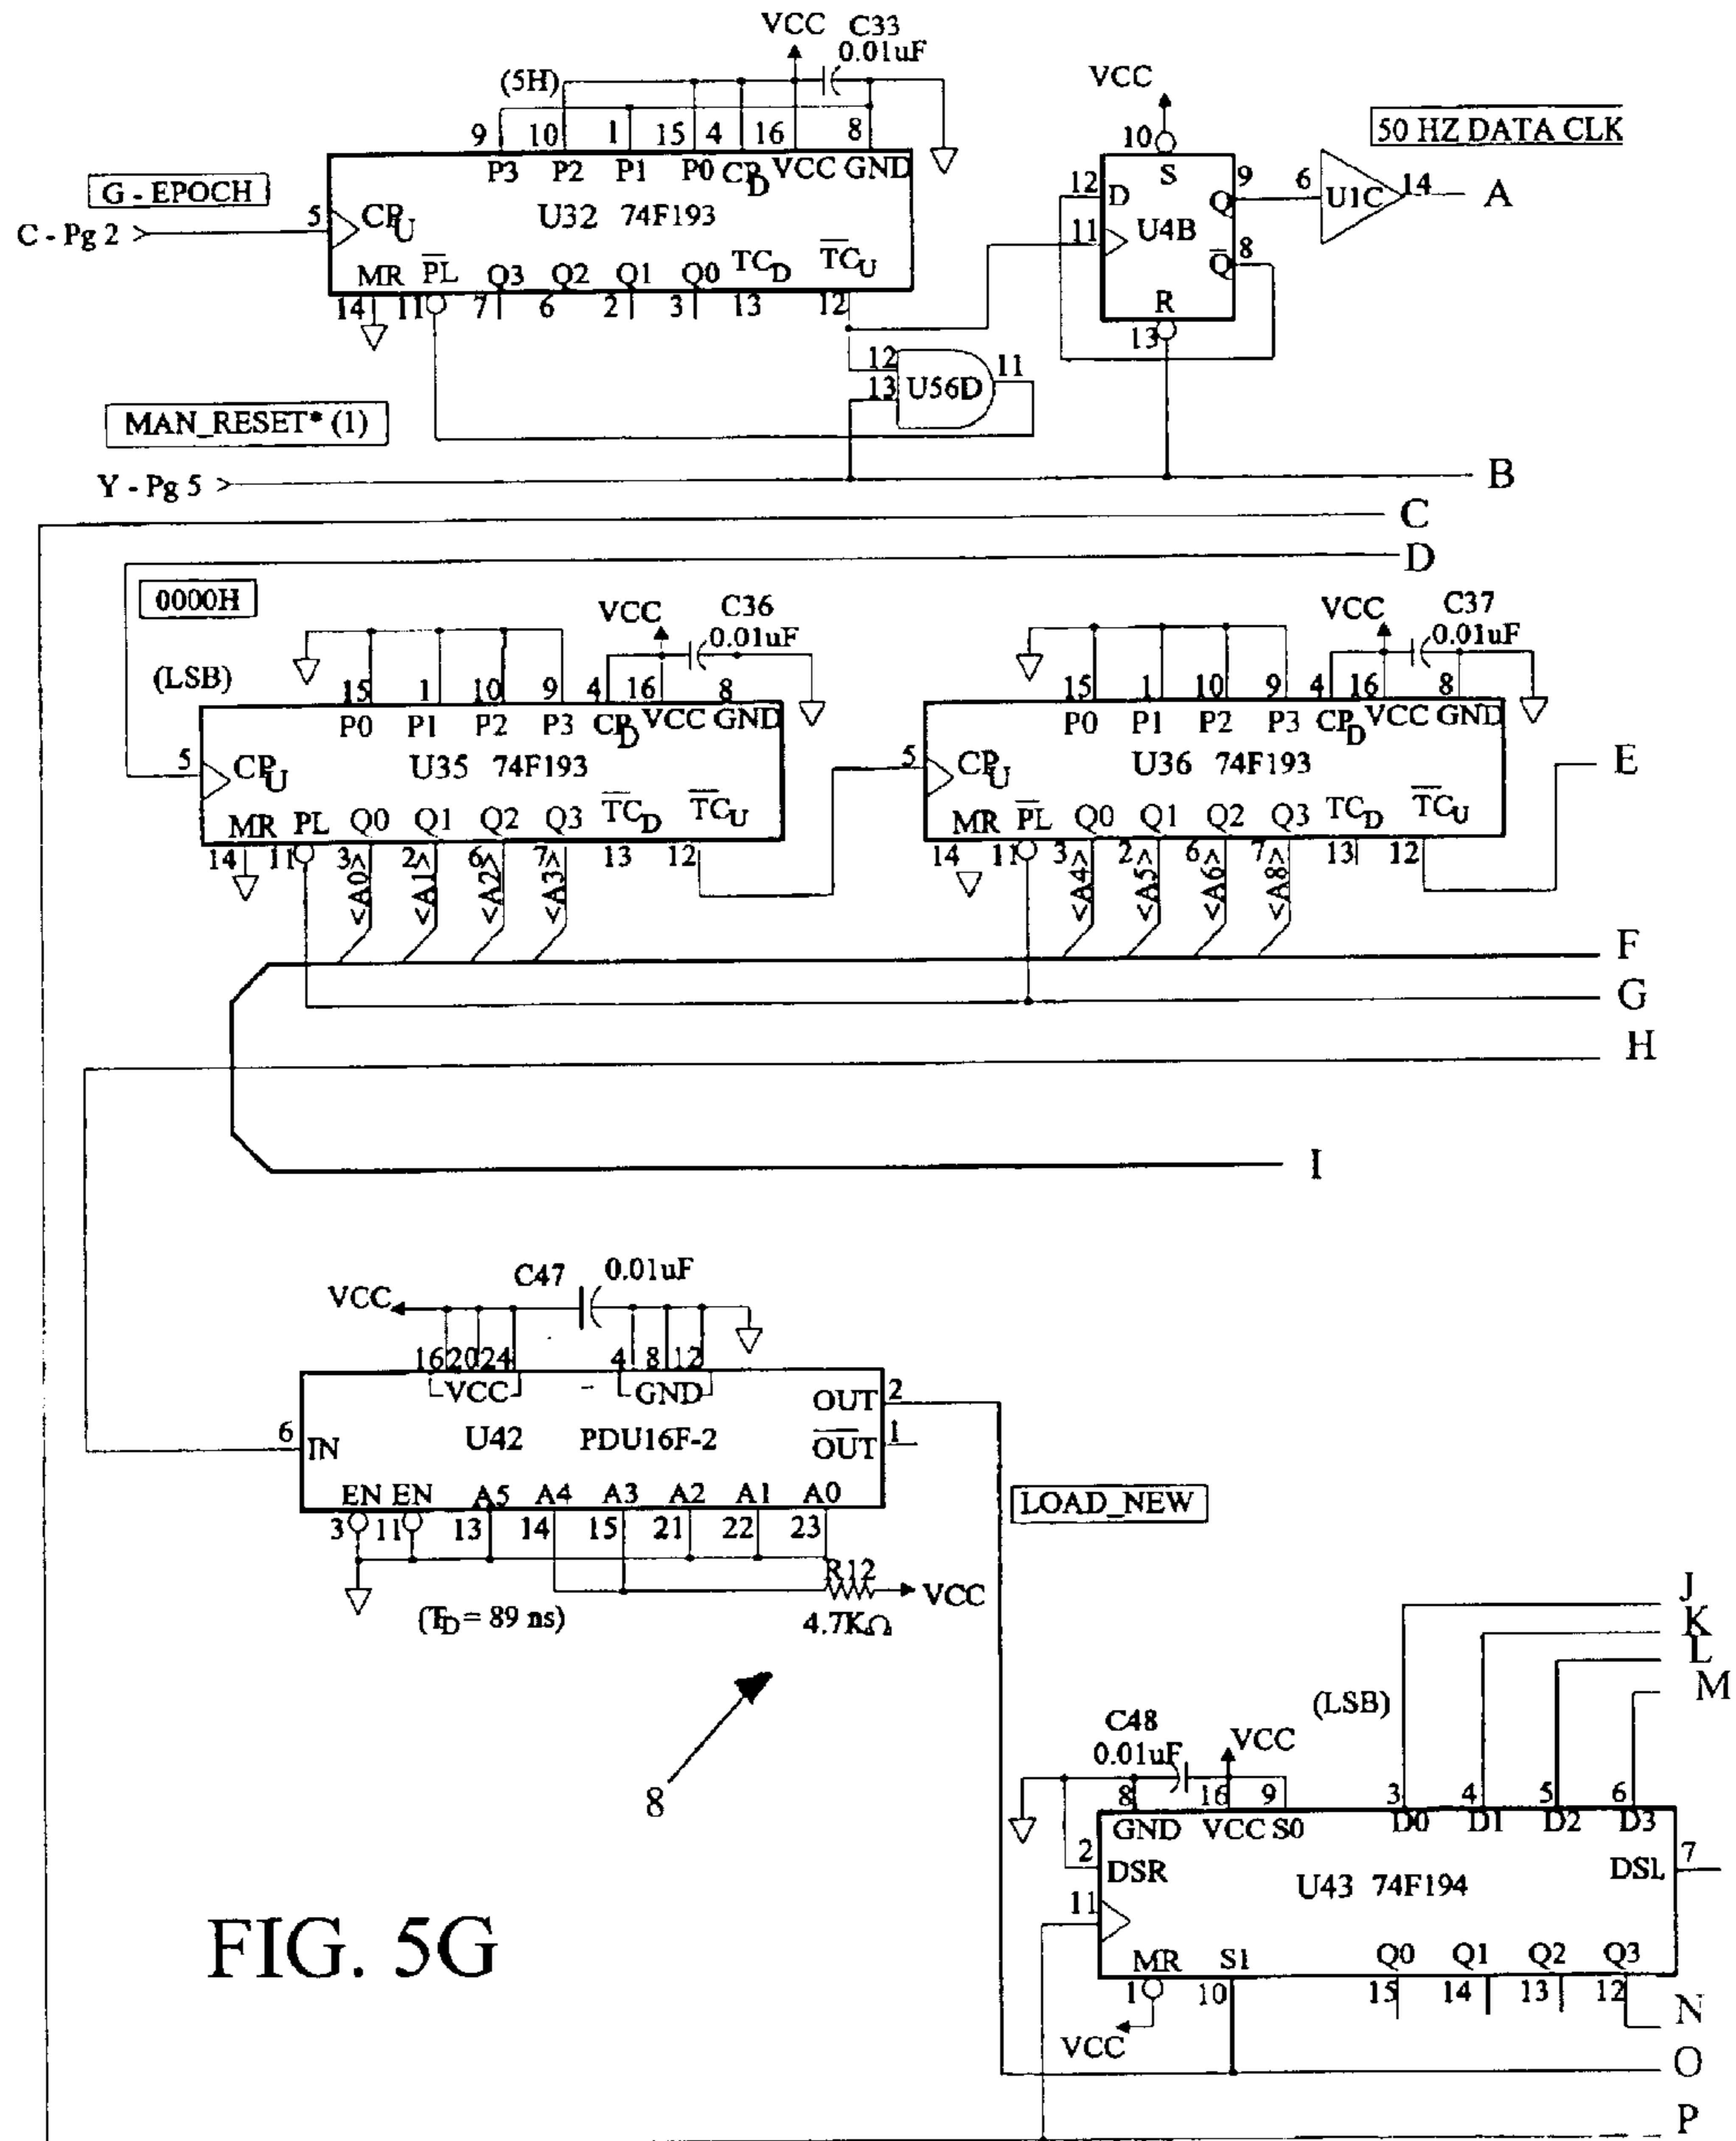 VCC C33
0.01uF
(5H)
9 10 1 15 4 16 8
P3 P2 P1 P0 CPD VCC GND
G - EPOCH
C - Pg 2 >
5 CPU
U32 74F193
MR PL Q3 Q2 Q1 Q0 TCD TCU
14 11 7 6 2 3 13 12
VCC
10
S
12 D
11
U4B
Q 9
Q 8
R
13
6 U1C 14 A
50 HZ DATA CLK
12
13 U56D 11
MAN_RESET* (1)
Y - Pg 5 > B
C
D
0000H
(LSB)
VCC C36
0.01uF
15 1 10 9 4 16 8
P0 P1 P2 P3 CPD VCC GND
5 CPU
U35 74F193
MR PL Q0 Q1 Q2 Q3 TCD TCU
14 11 3 2 6 7 13 12
<A0> <A1> <A2> <A3>
VCC C37
0.01uF
15 1 10 9 4 16 8
P0 P1 P2 P3 CPD VCC GND
5 CPU
U36 74F193
E
MR PL Q0 Q1 Q2 Q3 TCD TCU
14 11 3 2 6 7 13 12
<A4> <A5> <A6> <A8>
F
G
H
I
C47 0.01uF
VCC
16 20 24 4 8 12
VCC GND
OUT 2
6 IN
U42 PDU16F-2
OUT 1
EN EN A5 A4 A3 A2 A1 A0
3 11 13 14 15 21 22 23
R12
VCC
4.7KΩ
(TD = 89 ns)
LOAD_NEW
8
J
K
L
M
(LSB)
C48
0.01uF
VCC
8 16 9 3 4 5 6
GND VCC S0 D0 D1 D2 D3
2 DSR
DSL 7
11
U43 74F194
MR S1 Q0 Q1 Q2 Q3
1 10 15 14 13 12
VCC
N
O
P
FIG. 5G